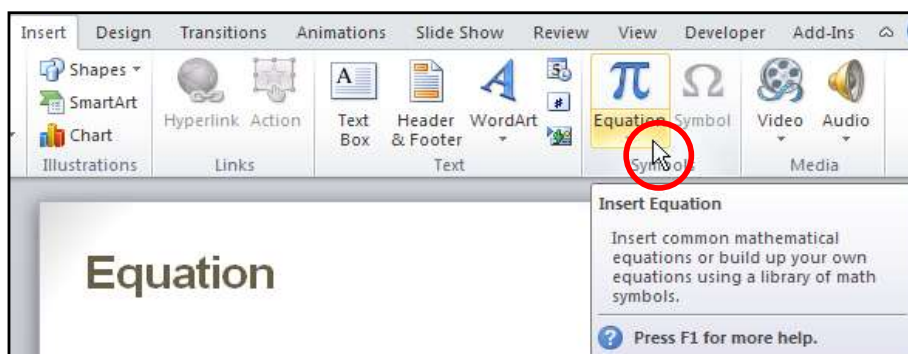 Insert Design Transitions Animations Slide Show Review View Developer Add-Ins
Shapes
SmartArt
Chart
Illustrations
Hyperlink Action
Links
A
Text Box
Header & Footer
A
WordArt
5
#
Text
π
Equation
Ω
Symbol
Symbols
Video Audio
Media
Equation
Insert Equation
Insert common mathematical
equations or build up your own
equations using a library of math
symbols.
? Press F1 for more help.